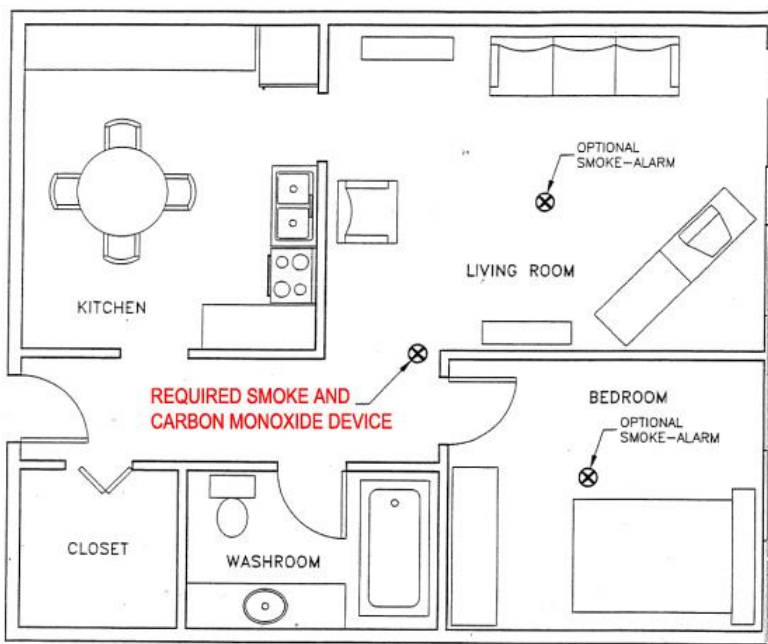 OPTIONAL
SMOKE-ALARM
LIVING ROOM
KITCHEN
REQUIRED SMOKE AND
CARBON MONOXIDE DEVICE
BEDROOM
OPTIONAL
SMOKE-ALARM
CLOSET
WASHROOM